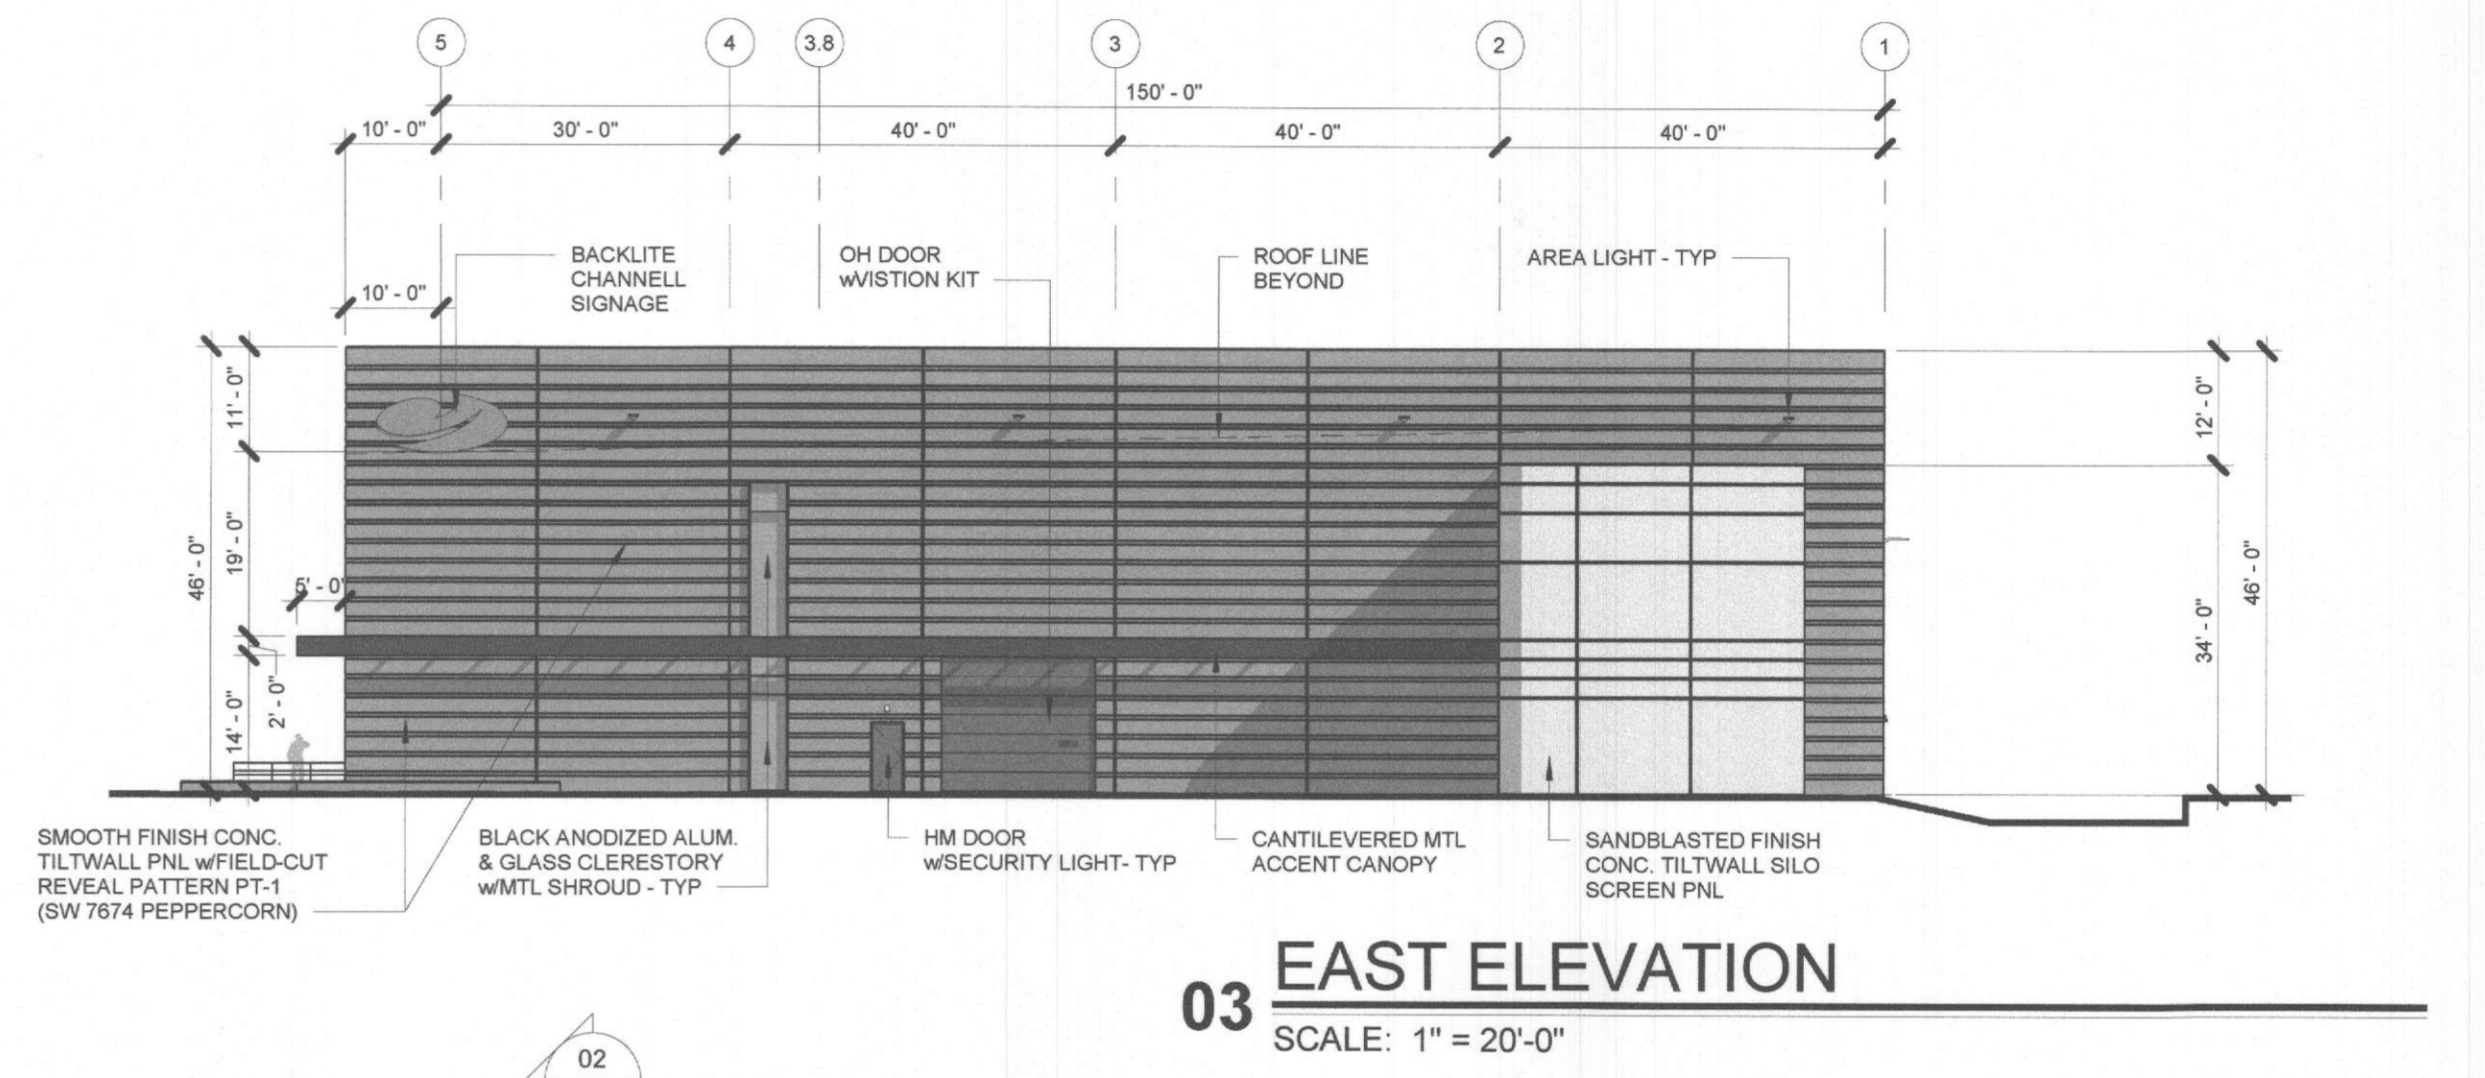 5 4 3.8 3 2 1
150' - 0"
10' - 0" 30' - 0" 40' - 0" 40' - 0" 40' - 0"
BACKLITE
CHANNELL
SIGNAGE
OH DOOR
w/VISTION KIT
ROOF LINE
BEYOND
AREA LIGHT - TYP
10' - 0"
46' - 0"
11' - 0"
19' - 0"
5' - 0"
2' - 0"
14' - 0"
12' - 0"
34' - 0"
46' - 0"
SMOOTH FINISH CONC.
TILTWALL PNL w/FIELD-CUT
REVEAL PATTERN PT-1
(SW 7674 PEPPERCORN)
BLACK ANODIZED ALUM.
& GLASS CLERESTORY
w/MTL SHROUD - TYP
HM DOOR
w/SECURITY LIGHT- TYP
CANTILEVERED MTL
ACCENT CANOPY
SANDBLASTED FINISH
CONC. TILTWALL SILO
SCREEN PNL
03 EAST ELEVATION
SCALE: 1" = 20'-0"
02